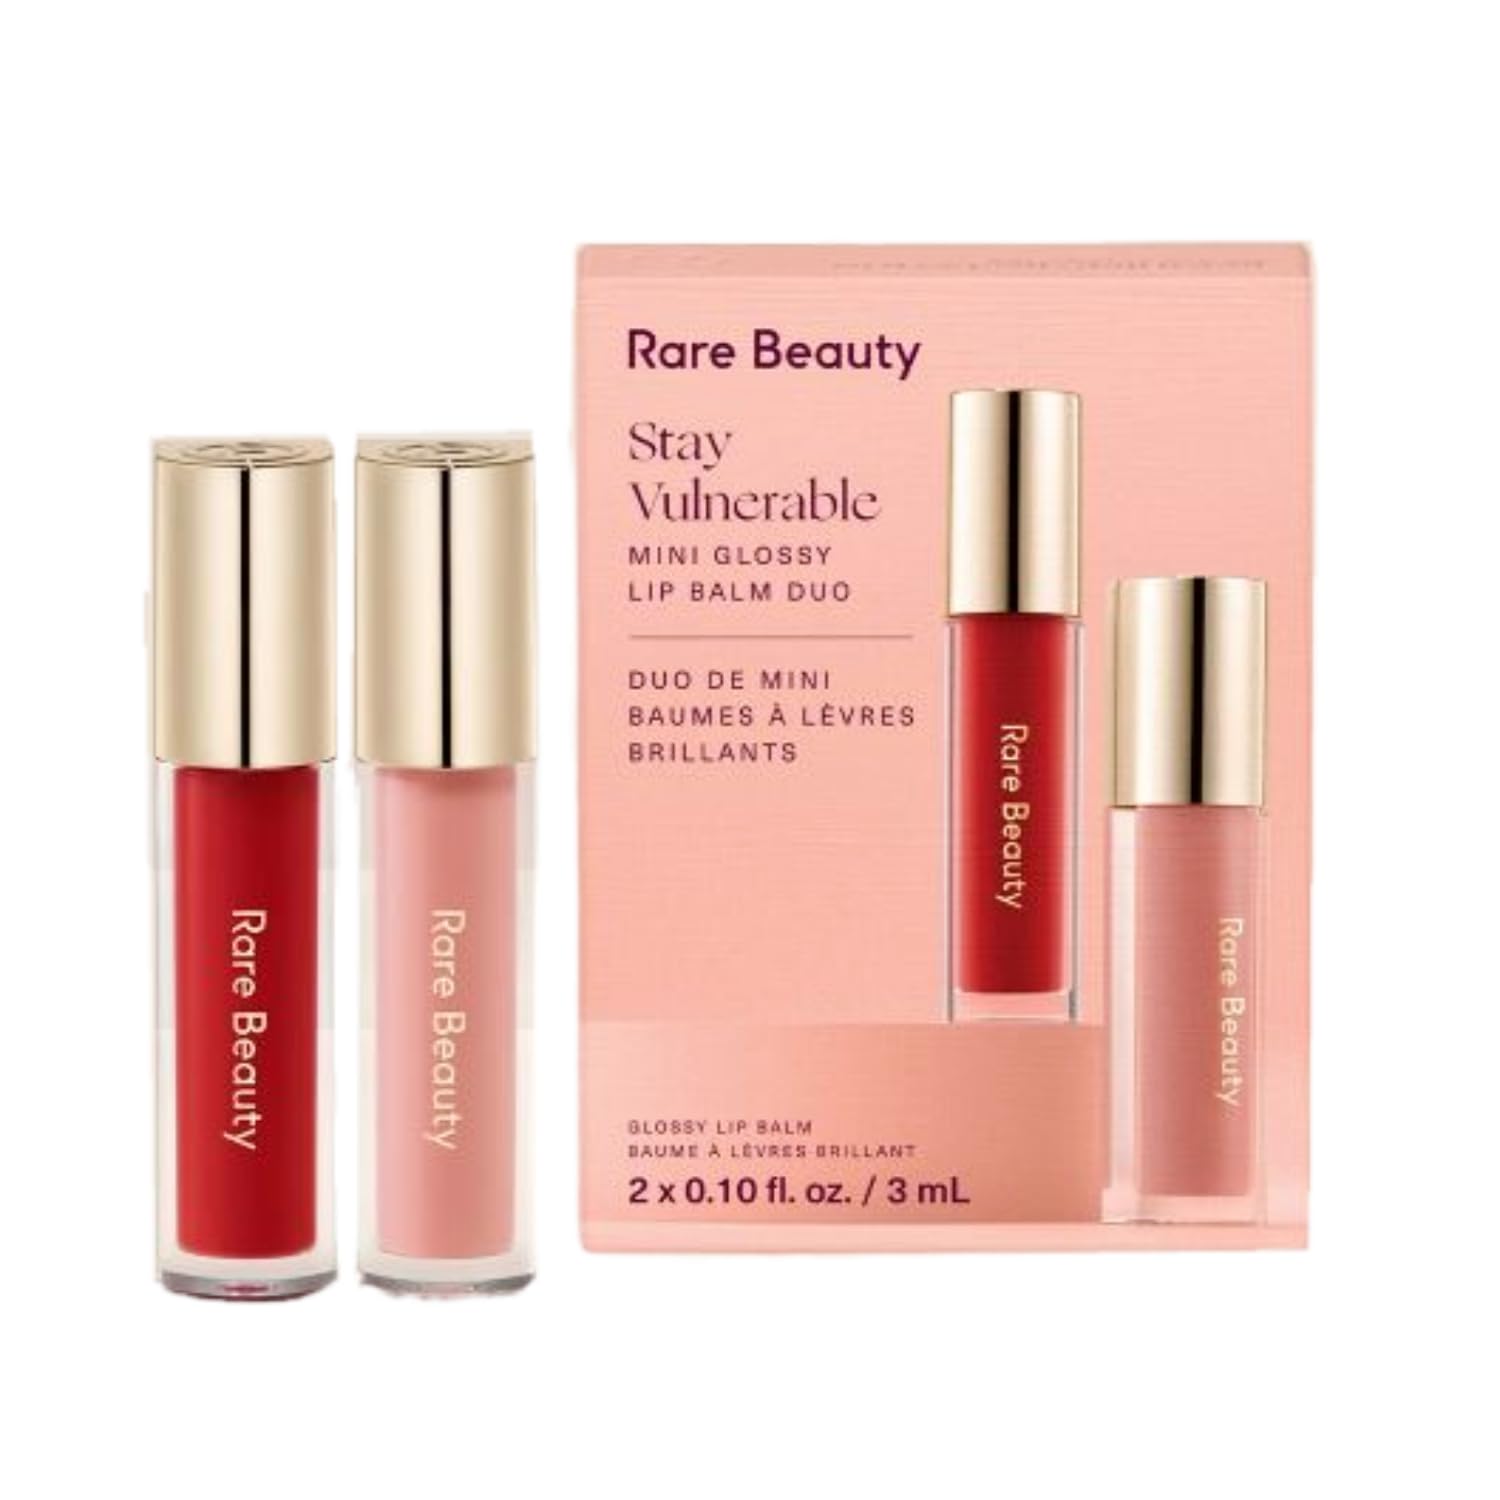 Rare Beauty
Rare Beauty
Rare Beauty
Stay
Vulnerable
MINI GLOSSY
LIP BALM DUO
DUO DE MINI
BAUMES À LÈVRES
BRILLANTS
Rare Beauty
Rare Beauty
GLOSSY LIP BALM
BAUME À LÈVRES BRILLANT
2 x 0.10 fl. oz. / 3 mL